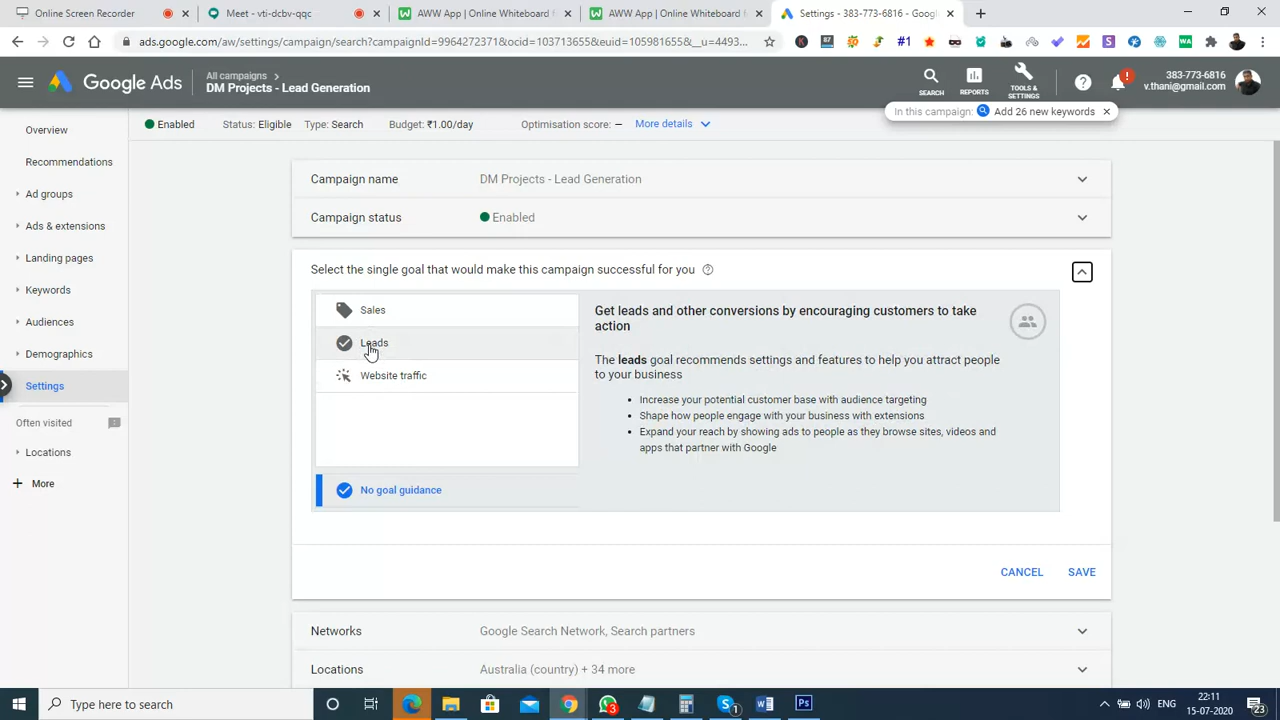 Online Screen Recorder
Meet - vti-dcbv-qqc
AWW App | Online Whiteboard f
AWW App | Online Whiteboard f
Settings - 383-773-6816 - Googl
ads.google.com/aw/settings/campaign/search?campaignId=9964272371&ocid=103713655&euid=105981655&__u=4493...
87
#1
Google Ads
All campaigns
DM Projects - Lead Generation
SEARCH
REPORTS
TOOLS &
SETTINGS
383-773-6816
v.thani@gmail.com
In this campaign: Add 26 new keywords
Enabled Status: Eligible Type: Search Budget: ₹1.00/day Optimisation score: – More details
Overview
Recommendations
Ad groups
Ads & extensions
Landing pages
Keywords
Audiences
Demographics
Settings
Often visited
Locations
More
Campaign name DM Projects - Lead Generation
Campaign status Enabled
Select the single goal that would make this campaign successful for you
Sales
Leads
Website traffic
No goal guidance
Get leads and other conversions by encouraging customers to take
action
The leads goal recommends settings and features to help you attract people
to your business
• Increase your potential customer base with audience targeting
• Shape how people engage with your business with extensions
• Expand your reach by showing ads to people as they browse sites, videos and
apps that partner with Google
CANCEL SAVE
Networks Google Search Network, Search partners
Locations Australia (country) + 34 more
Type here to search
3
1
ENG
22:11
15-07-2020
23